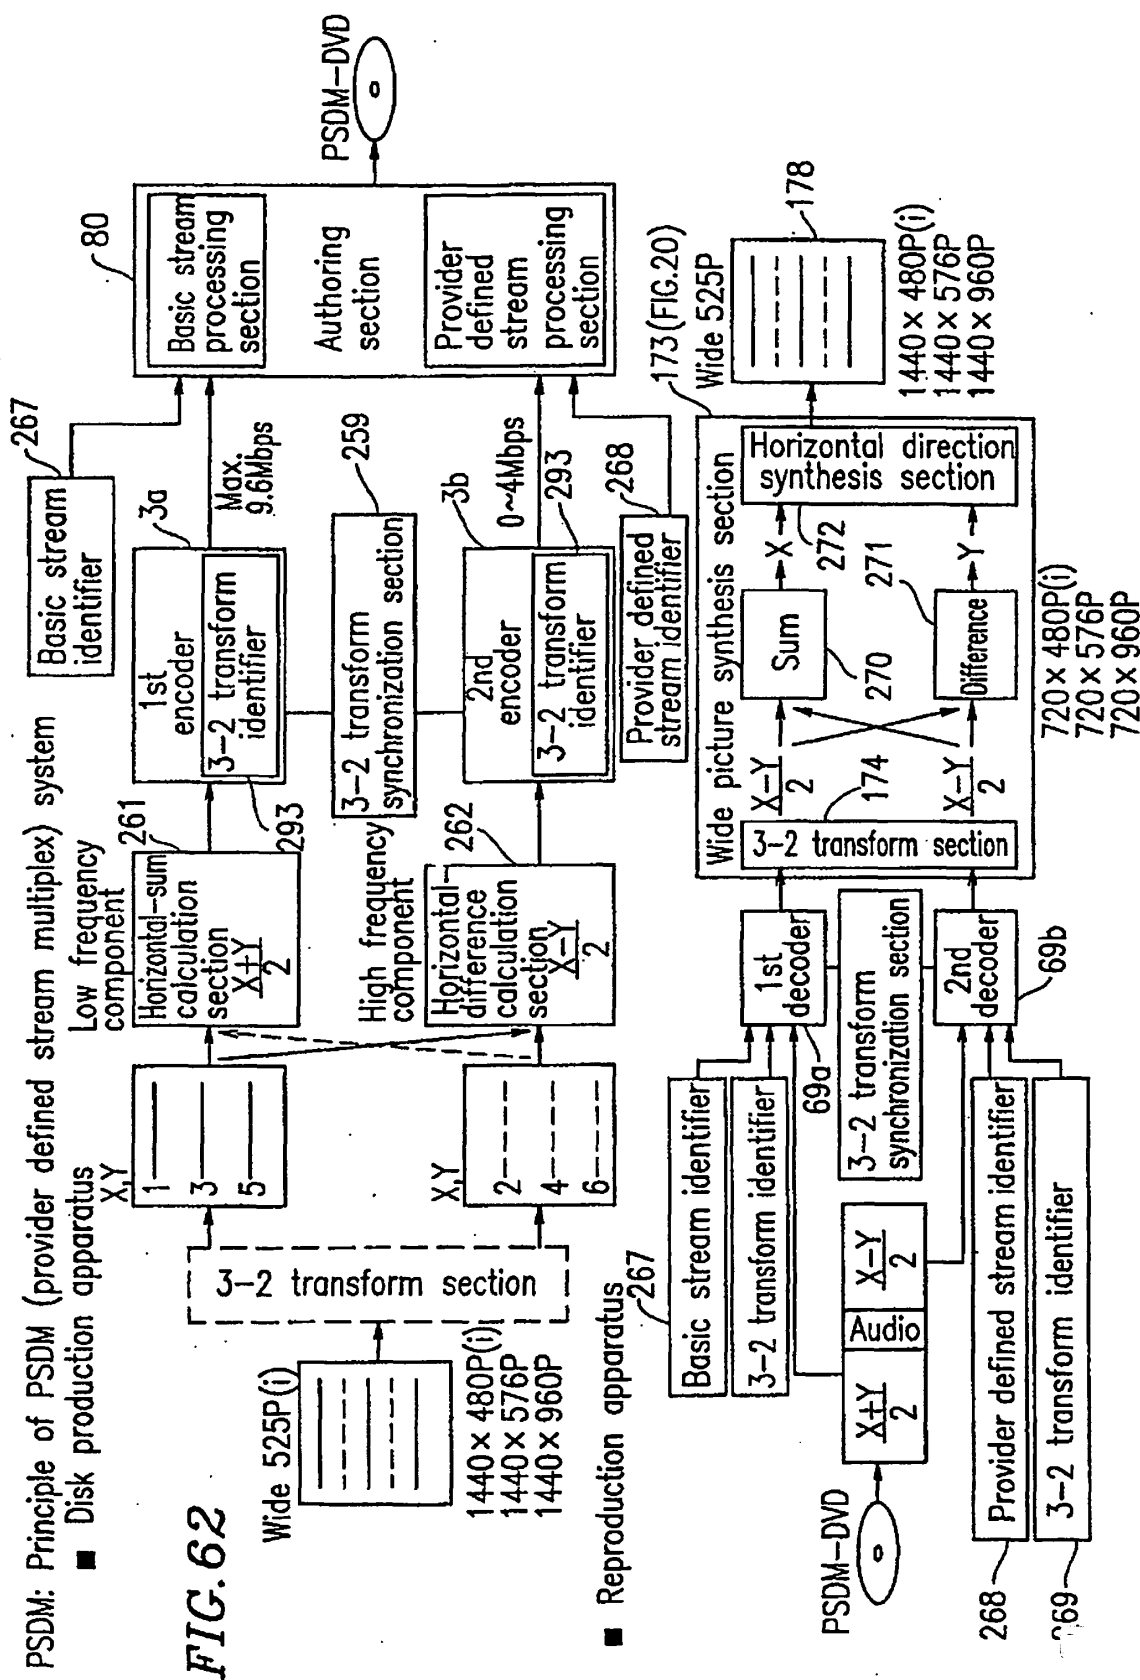 PSDM: Principle of PSDM (provider defined stream multiplex) system
■ Disk production apparatus
FIG.62
Wide 525P(i)
1440×480P(i)
1440×576P
1440×960P
3-2 transform section
X,Y
1
3
5
X,Y
2
4
6
Low frequency
component
261
Horizontal-sum
calculation
section
X+Y
2
High frequency
component
262
Horizontal-
difference
calculation
section
X-Y
2
Basic stream
identifier
267
1st
encoder
3a
3-2 transform
identifier
293
3-2 transform
synchronization section
259
2nd
encoder
3b
3-2 transform
identifier
293
Provider defined
stream identifier
268
Max.
9.6Mbps
0~4Mbps
80
Basic stream
processing
section
Authoring
section
Provider
defined
stream
processing
section
PSDM-DVD
■ Reproduction apparatus
PSDM-DVD
X+Y
2
Audio
X-Y
2
267
Basic stream identifier
3-2 transform identifier
Provider defined stream identifier
268
3-2 transform identifier
269
1st
decoder
69a
3-2 transform
synchronization section
2nd
decoder
69b
173(FIG.20)
Wide picture synthesis section
3-2 transform section
174
X-Y
2
X-Y
2
Sum
270
Difference
271
X
Y
Horizontal direction
synthesis section
272
720×480P(i)
720×576P
720×960P
Wide 525P
178
1440×480P(i)
1440×576P
1440×960P